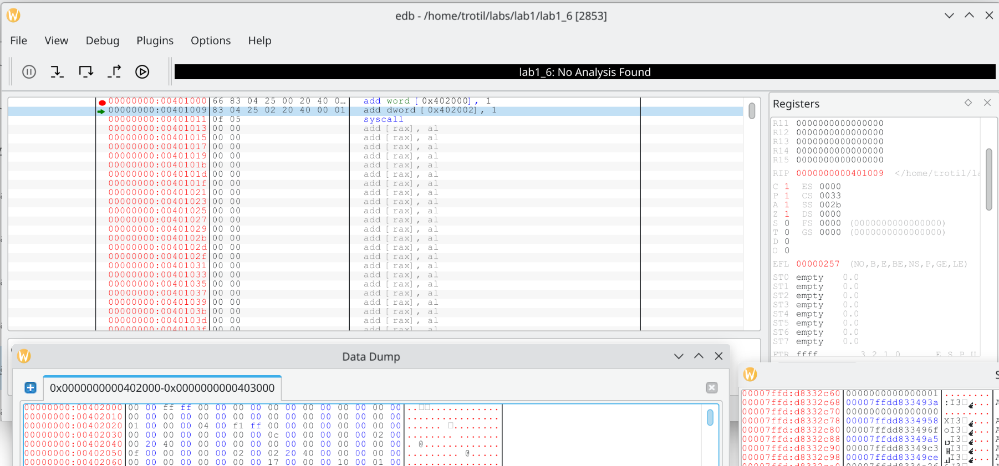 edb - /home/trotil/labs/lab1/lab1_6 [2853]
File View Debug Plugins Options Help
lab1_6: No Analysis Found
00000000:00401000 66 83 04 25 00 20 40 0… add word [0x402000], 1
00000000:00401009 83 04 25 02 20 40 00 01 add dword [0x402002], 1
00000000:00401011 0f 05 syscall
00000000:00401013 00 00 add [rax], al
00000000:00401015 00 00 add [rax], al
00000000:00401017 00 00 add [rax], al
00000000:00401019 00 00 add [rax], al
00000000:0040101b 00 00 add [rax], al
00000000:0040101d 00 00 add [rax], al
00000000:0040101f 00 00 add [rax], al
00000000:00401021 00 00 add [rax], al
00000000:00401023 00 00 add [rax], al
00000000:00401025 00 00 add [rax], al
00000000:00401027 00 00 add [rax], al
00000000:00401029 00 00 add [rax], al
00000000:0040102b 00 00 add [rax], al
00000000:0040102d 00 00 add [rax], al
00000000:0040102f 00 00 add [rax], al
00000000:00401031 00 00 add [rax], al
00000000:00401033 00 00 add [rax], al
00000000:00401035 00 00 add [rax], al
00000000:00401037 00 00 add [rax], al
00000000:00401039 00 00 add [rax], al
00000000:0040103b 00 00 add [rax], al
00000000:0040103d 00 00 add [rax], al
00000000:0040103f 00 00 add [rax], al
Registers
R11 0000000000000000
R12 0000000000000000
R13 0000000000000000
R14 0000000000000000
R15 0000000000000000
RIP 0000000000401009 </home/trotil/la
C 1 ES 0000
P 1 CS 0033
A 1 SS 002b
Z 1 DS 0000
S 0 FS 0000 (0000000000000000)
T 0 GS 0000 (0000000000000000)
D 0
O 0
EFL 00000257 (NO,B,E,BE,NS,P,GE,LE)
ST0 empty 0.0
ST1 empty 0.0
ST2 empty 0.0
ST3 empty 0.0
ST4 empty 0.0
ST5 empty 0.0
ST6 empty 0.0
ST7 empty 0.0
FTR ffff 3 2 1 0 E S P U
Data Dump
0x0000000000402000-0x0000000000403000
00000000:00402000 00 00 ff ff 00 00 00 00 00 00 00 00 00 00 00 00
00000000:00402010 00 00 00 00 00 00 00 00 00 00 00 00 00 00 00 00
00000000:00402020 01 00 00 00 04 00 f1 ff 00 00 00 00 00 00 00 00
00000000:00402030 00 00 00 00 00 00 00 00 0c 00 00 00 00 00 02 00
00000000:00402040 00 20 40 00 00 00 00 00 00 00 00 00 00 00 00 00 . @.............
00000000:00402050 0f 00 00 00 00 00 02 00 02 20 40 00 00 00 00 00 ......... @.....
00000000:00402060 00 00 00 00 00 00 00 00 17 00 00 00 10 00 01 00 ................
00007ffd:d8332c60 0000000000000001 ........
00007ffd:d8332c68 00007ffdd833493a :I3
00007ffd:d8332c70 0000000000000000 ........
00007ffd:d8332c78 00007ffdd8334958 XI3
00007ffd:d8332c80 00007ffdd833496f oI3
00007ffd:d8332c88 00007ffdd83349a5 I3
00007ffd:d8332c90 00007ffdd83349c3 I3
00007ffd:d8332c98 00007ffdd83349ce I3